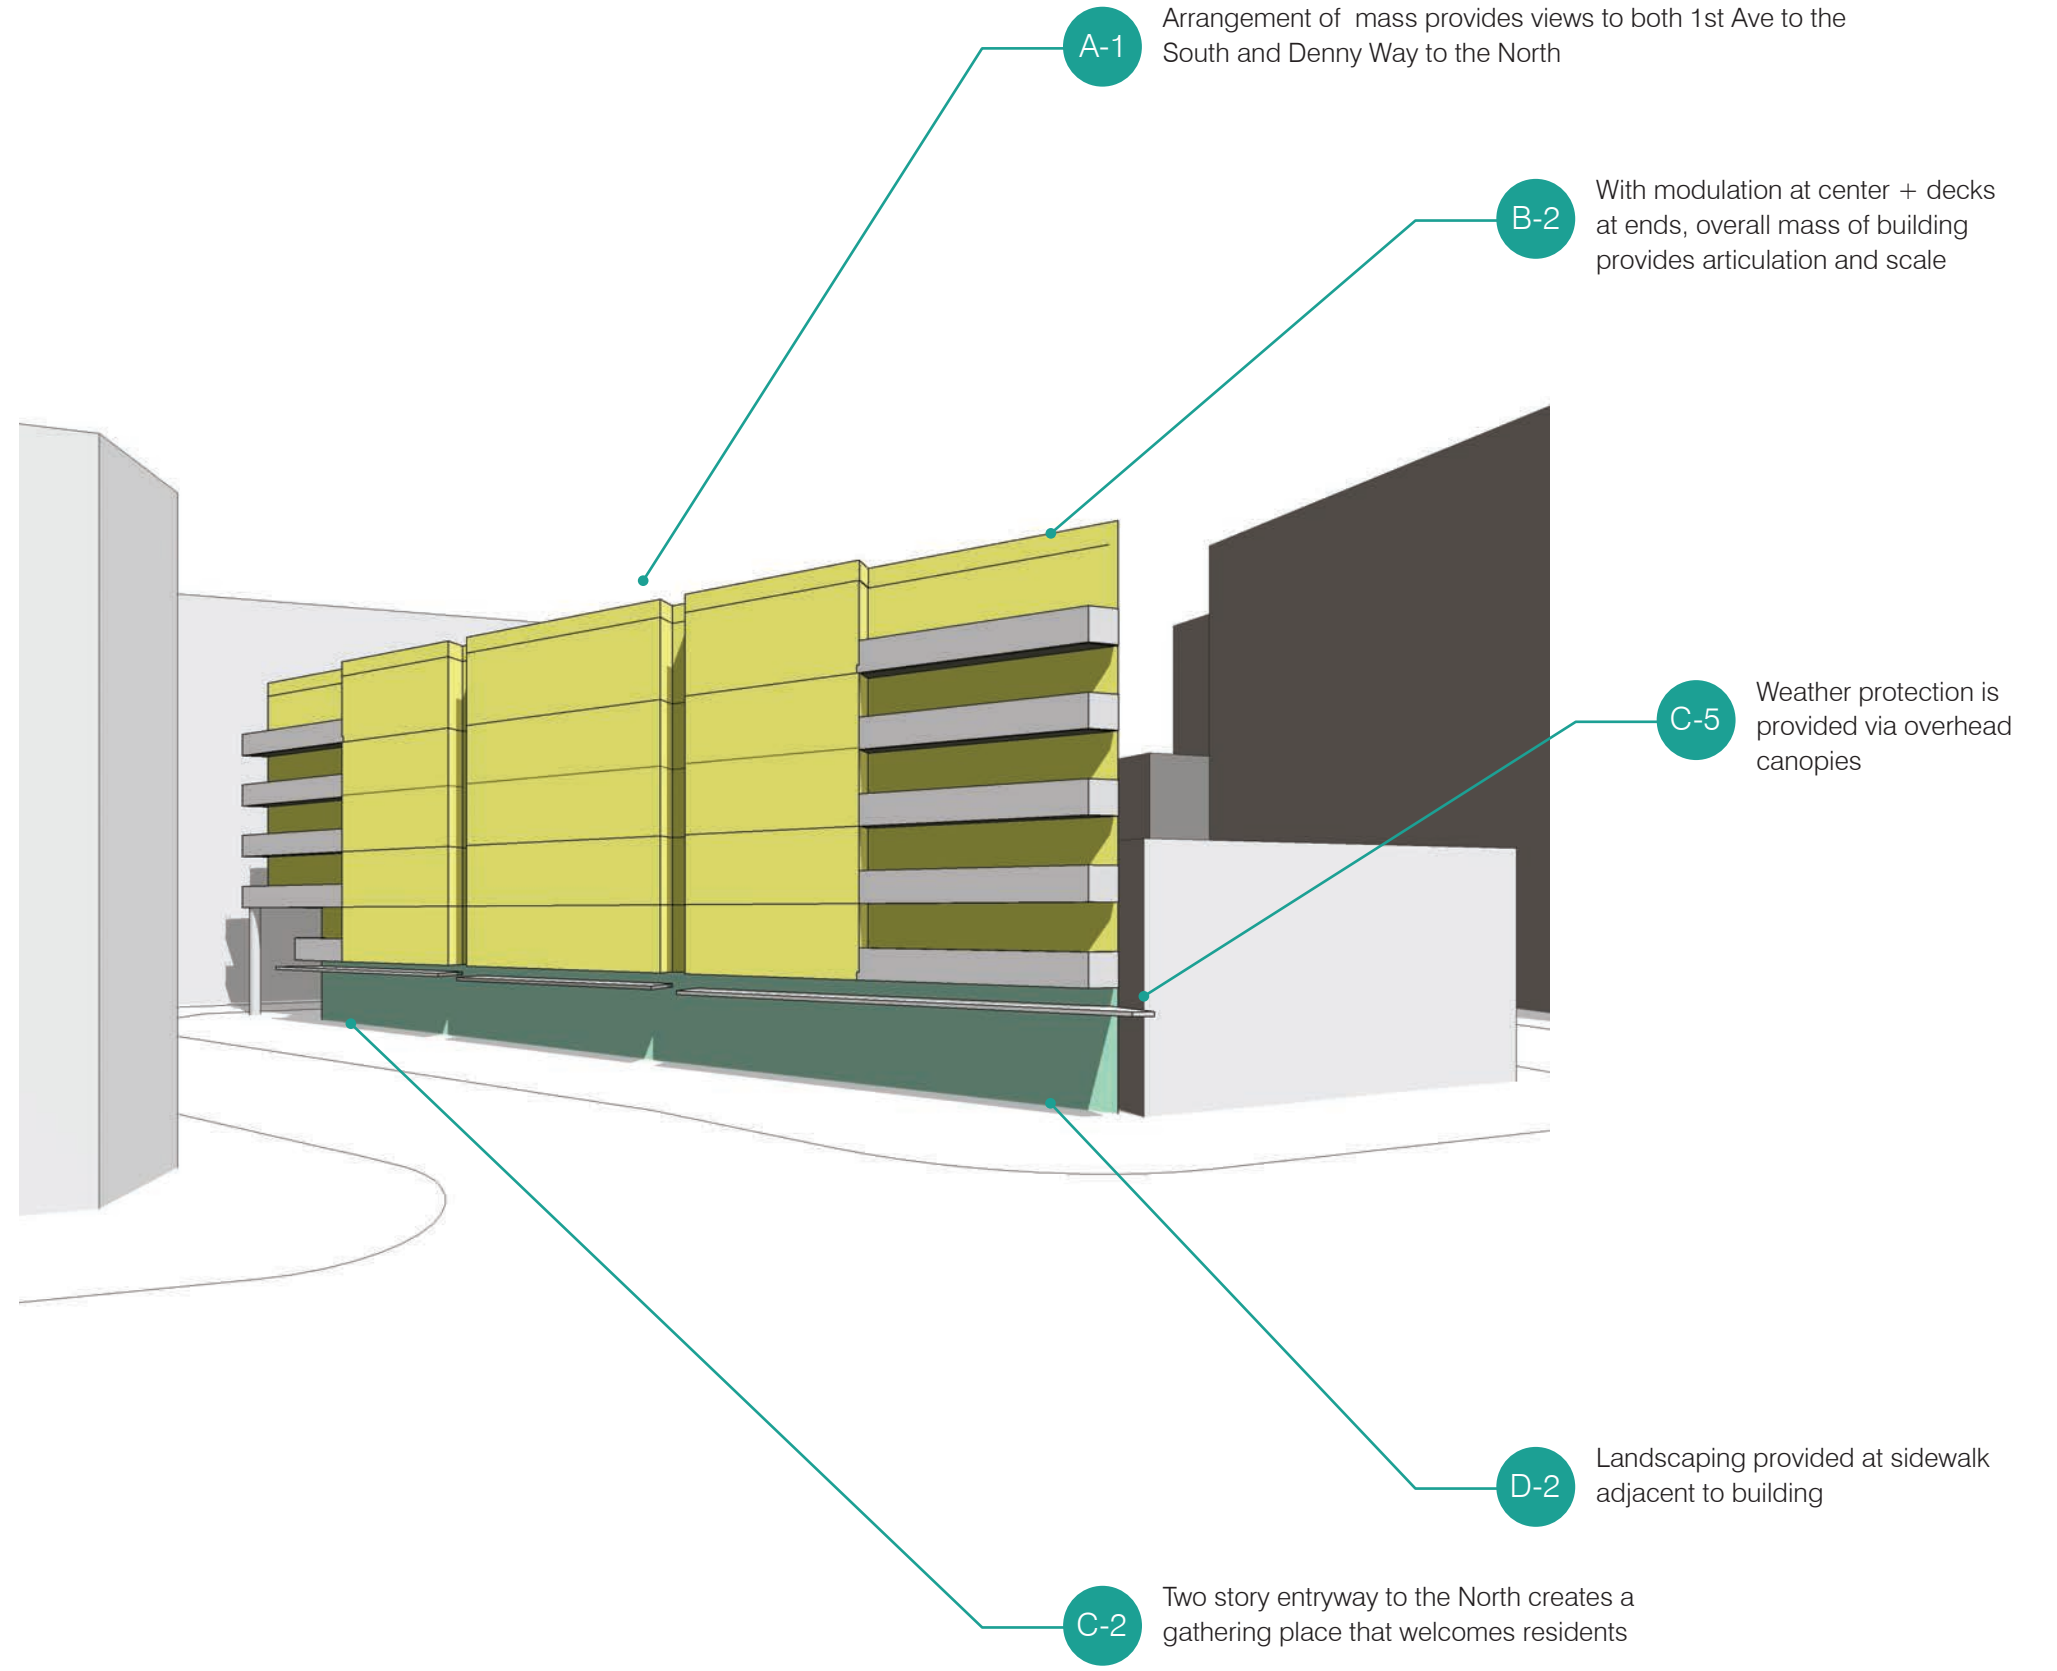 A-1
Arrangement of mass provides views to both 1st Ave to the
South and Denny Way to the North
B-2
With modulation at center + decks
at ends, overall mass of building
provides articulation and scale
C-5
Weather protection is
provided via overhead
canopies
D-2
Landscaping provided at sidewalk
adjacent to building
C-2
Two story entryway to the North creates a
gathering place that welcomes residents